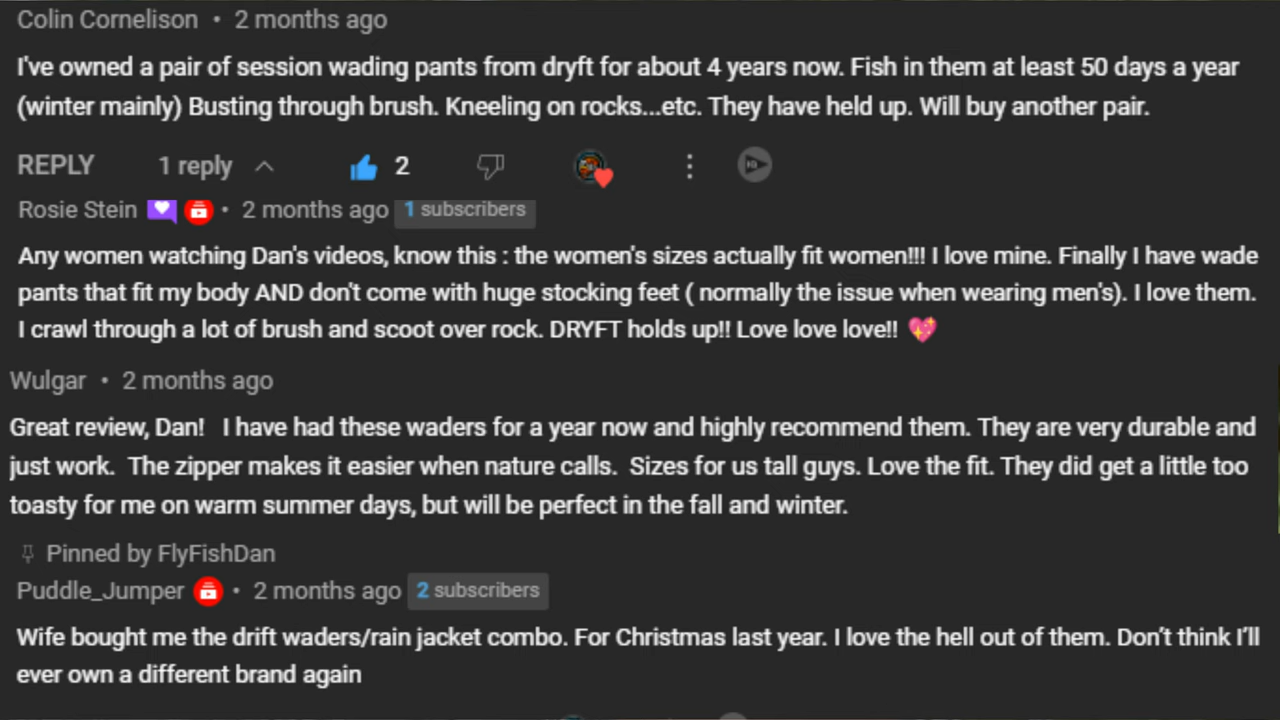 Colin Cornelison • 2 months ago
I've owned a pair of session wading pants from dryft for about 4 years now. Fish in them at least 50 days a year
(winter mainly) Busting through brush. Kneeling on rocks...etc. They have held up. Will buy another pair.
REPLY 1 reply 2
Rosie Stein • 2 months ago 1 subscribers
Any women watching Dan's videos, know this : the women's sizes actually fit women!!! I love mine. Finally I have wade
pants that fit my body AND don't come with huge stocking feet ( normally the issue when wearing men's). I love them.
I crawl through a lot of brush and scoot over rock. DRYFT holds up!! Love love love!! 💖
Wulgar • 2 months ago
Great review, Dan!   I have had these waders for a year now and highly recommend them. They are very durable and
just work.  The zipper makes it easier when nature calls.  Sizes for us tall guys. Love the fit. They did get a little too
toasty for me on warm summer days, but will be perfect in the fall and winter.
Pinned by FlyFishDan
Puddle_Jumper • 2 months ago 2 subscribers
Wife bought me the drift waders/rain jacket combo. For Christmas last year. I love the hell out of them. Don't think I'll
ever own a different brand again